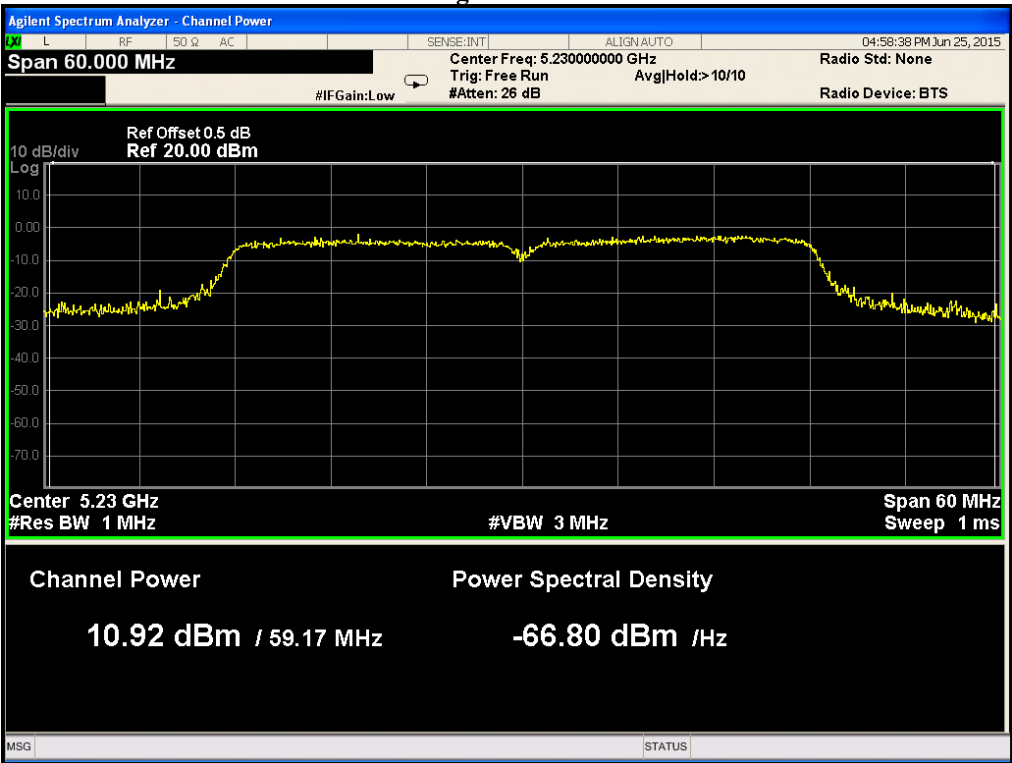 Agilent Spectrum Analyzer - Channel Power
LXI L RF 50 Ω AC SENSE:INT ALIGN AUTO 04:58:38 PM Jun 25, 2015
Span 60.000 MHz Center Freq: 5.230000000 GHz Radio Std: None
Trig: Free Run Avg|Hold:>10/10
#IFGain:Low #Atten: 26 dB Radio Device: BTS
Ref Offset 0.5 dB
10 dB/div Ref 20.00 dBm
Log
10.0
0.00
-10.0
-20.0
-30.0
-40.0
-50.0
-60.0
-70.0
Center 5.23 GHz Span 60 MHz
#Res BW 1 MHz #VBW 3 MHz Sweep 1 ms
Channel Power Power Spectral Density
10.92 dBm / 59.17 MHz -66.80 dBm /Hz
MSG STATUS